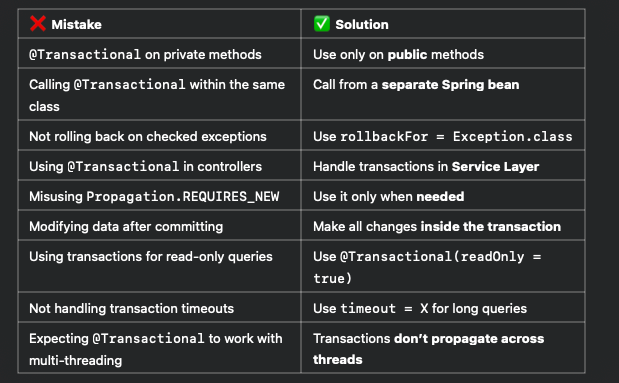 ❌ Mistake
✅ Solution
@Transactional on private methods
Use only on public methods
Calling @Transactional within the same
class
Call from a separate Spring bean
Not rolling back on checked exceptions
Use rollbackFor = Exception.class
Using @Transactional in controllers
Handle transactions in Service Layer
Misusing Propagation.REQUIRES_NEW
Use it only when needed
Modifying data after committing
Make all changes inside the transaction
Using transactions for read-only queries
Use @Transactional(readOnly =
true)
Not handling transaction timeouts
Use timeout = X for long queries
Expecting @Transactional to work with
multi-threading
Transactions don’t propagate across
threads